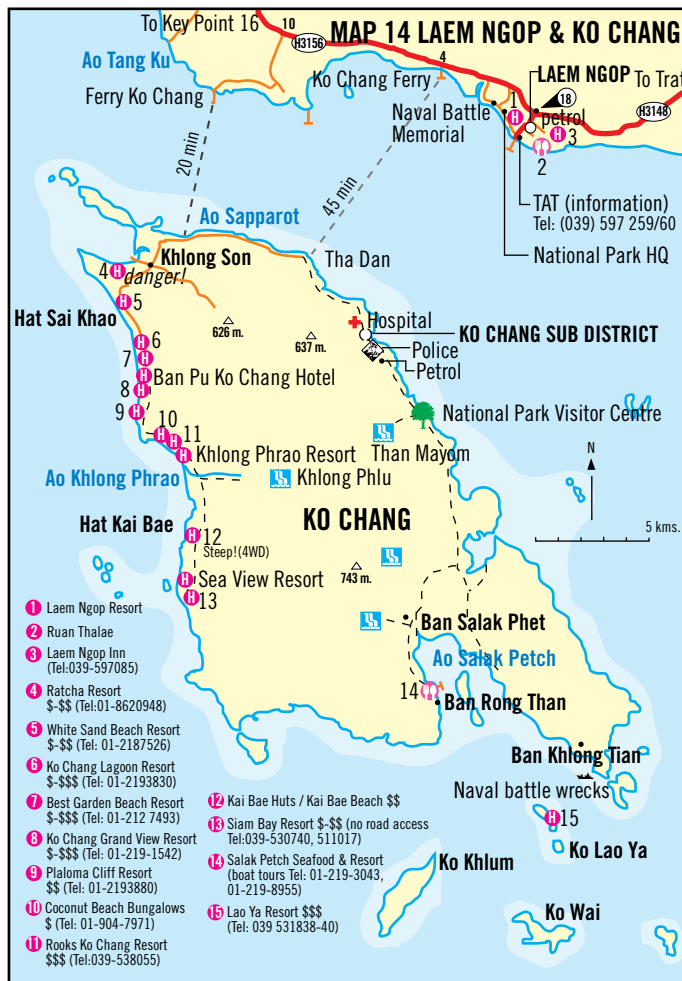 MAP 14 LAEM NGOP & KO CHANG
To Key Point 16
10
H3156
Ao Tang Ku
Ko Chang Ferry
4
LAEM NGOP
To Trat
Ferry Ko Chang
Naval Battle
Memorial
1
18
petrol
H3148
H
H
3
2
20 min
45 min
TAT (information)
Tel: (039) 597 259/60
Ao Sapparot
National Park HQ
Khlong Son
Tha Dan
4 H
danger!
H 5
Hat Sai Khao
626 m.
637 m.
Hospital
KO CHANG SUB DISTRICT
Police
Petrol
H 6
7 H
H Ban Pu Ko Chang Hotel
8 H
9 H
National Park Visitor Centre
10
H
H 11
H Khlong Phrao Resort
Than Mayom
N
Ao Khlong Phrao
Khlong Phlu
KO CHANG
5 kms.
Hat Kai Bae
H 12
Steep!(4WD)
743 m.
H Sea View Resort
H 13
Ban Salak Phet
Ao Salak Petch
14
Ban Rong Than
Ban Khlong Tian
Naval battle wrecks
H 15
Ko Lao Ya
Ko Khlum
Ko Wai
1 Laem Ngop Resort
2 Ruan Thalae
3 Laem Ngop Inn
(Tel:039-597085)
4 Ratcha Resort
$-$$ (Tel:01-8620948)
5 White Sand Beach Resort
$-$$ (Tel: 01-2187526)
6 Ko Chang Lagoon Resort
$-$$$ (Tel: 01-2193830)
7 Best Garden Beach Resort
$-$$$ (Tel: 01-212 7493)
8 Ko Chang Grand View Resort
$-$$$ (Tel: 01-219-1542)
9 Plaloma Cliff Resort
$$ (Tel: 01-2193880)
10 Coconut Beach Bungalows
$ (Tel: 01-904-7971)
11 Rooks Ko Chang Resort
$$$ (Tel:039-538055)
12 Kai Bae Huts / Kai Bae Beach $$
13 Siam Bay Resort $-$$ (no road access
Tel:039-530740, 511017)
14 Salak Petch Seafood & Resort
(boat tours Tel: 01-219-3043,
01-219-8955)
15 Lao Ya Resort $$$
(Tel: 039 531838-40)